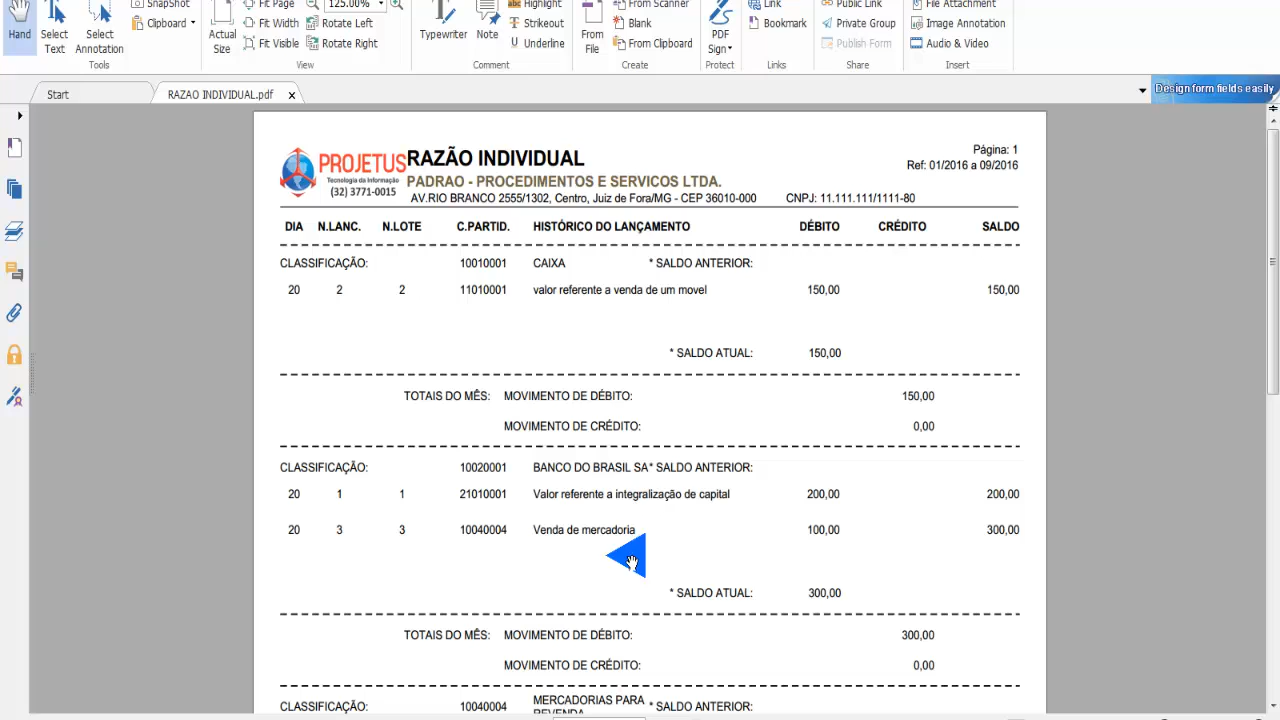 SnapShot Fit Page 125.00% Highlight From Scanner Link Public Link File Attachment
Clipboard Fit Width Rotate Left Strikeout Blank Bookmark Private Group Image Annotation
Hand Select Text Select Annotation Actual Size Fit Visible Rotate Right Typewriter Note Underline From File From Clipboard PDF Sign Publish Form Audio & Video
Tools View Comment Create Protect Links Share Insert
Start RAZAO INDIVIDUAL.pdf x Design form fields easily
PROJETUS
Tecnologia da Informação
(32) 3771-0015
RAZÃO INDIVIDUAL
PADRAO - PROCEDIMENTOS E SERVICOS LTDA.
AV.RIO BRANCO 2555/1302, Centro, Juiz de Fora/MG - CEP 36010-000 CNPJ: 11.111.111/1111-80
Página: 1
Ref: 01/2016 a 09/2016
DIA N.LANC. N.LOTE C.PARTID. HISTÓRICO DO LANÇAMENTO DÉBITO CRÉDITO SALDO
CLASSIFICAÇÃO: 10010001 CAIXA * SALDO ANTERIOR:
20 2 2 11010001 valor referente a venda de um movel 150,00 150,00
* SALDO ATUAL: 150,00
TOTAIS DO MÊS: MOVIMENTO DE DÉBITO: 150,00
MOVIMENTO DE CRÉDITO: 0,00
CLASSIFICAÇÃO: 10020001 BANCO DO BRASIL SA * SALDO ANTERIOR:
20 1 1 21010001 Valor referente a integralização de capital 200,00 200,00
20 3 3 10040004 Venda de mercadoria 100,00 300,00
* SALDO ATUAL: 300,00
TOTAIS DO MÊS: MOVIMENTO DE DÉBITO: 300,00
MOVIMENTO DE CRÉDITO: 0,00
CLASSIFICAÇÃO: 10040004 MERCADORIAS PARA REVENDA * SALDO ANTERIOR: